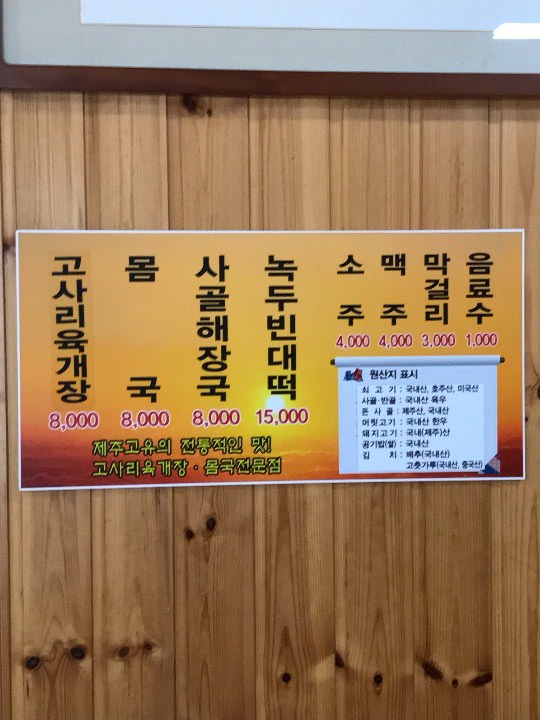 고사리육개장
8,000
몸국
8,000
사골해장국
8,000
녹두빈대떡
15,000
소주
4,000
맥주
4,000
막걸리
3,000
음료수
1,000
제주고유의 전통적인 맛!
고사리육개장 · 몸국전문점
원산지 표시
쇠고기 : 국내산, 호주산, 미국산
사골·반골 : 국내산 육우
돈사골 : 제주산, 국내산
머릿고기 : 국내산 한우
돼지고기 : 국내(제주)산
공기밥(쌀) : 국내산
김치 : 배추(국내산)
고춧가루(국내산, 중국산)